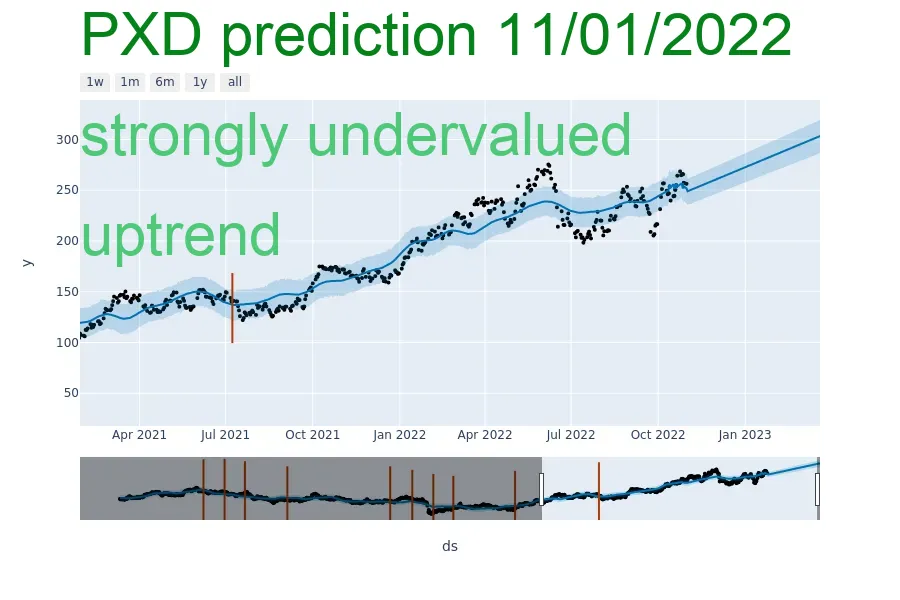 PXD prediction 11/01/2022
1w 1m 6m 1y all
strongly undervalued
uptrend
300
250
200
150
100
50
y
Apr 2021 Jul 2021 Oct 2021 Jan 2022 Apr 2022 Jul 2022 Oct 2022 Jan 2023
ds